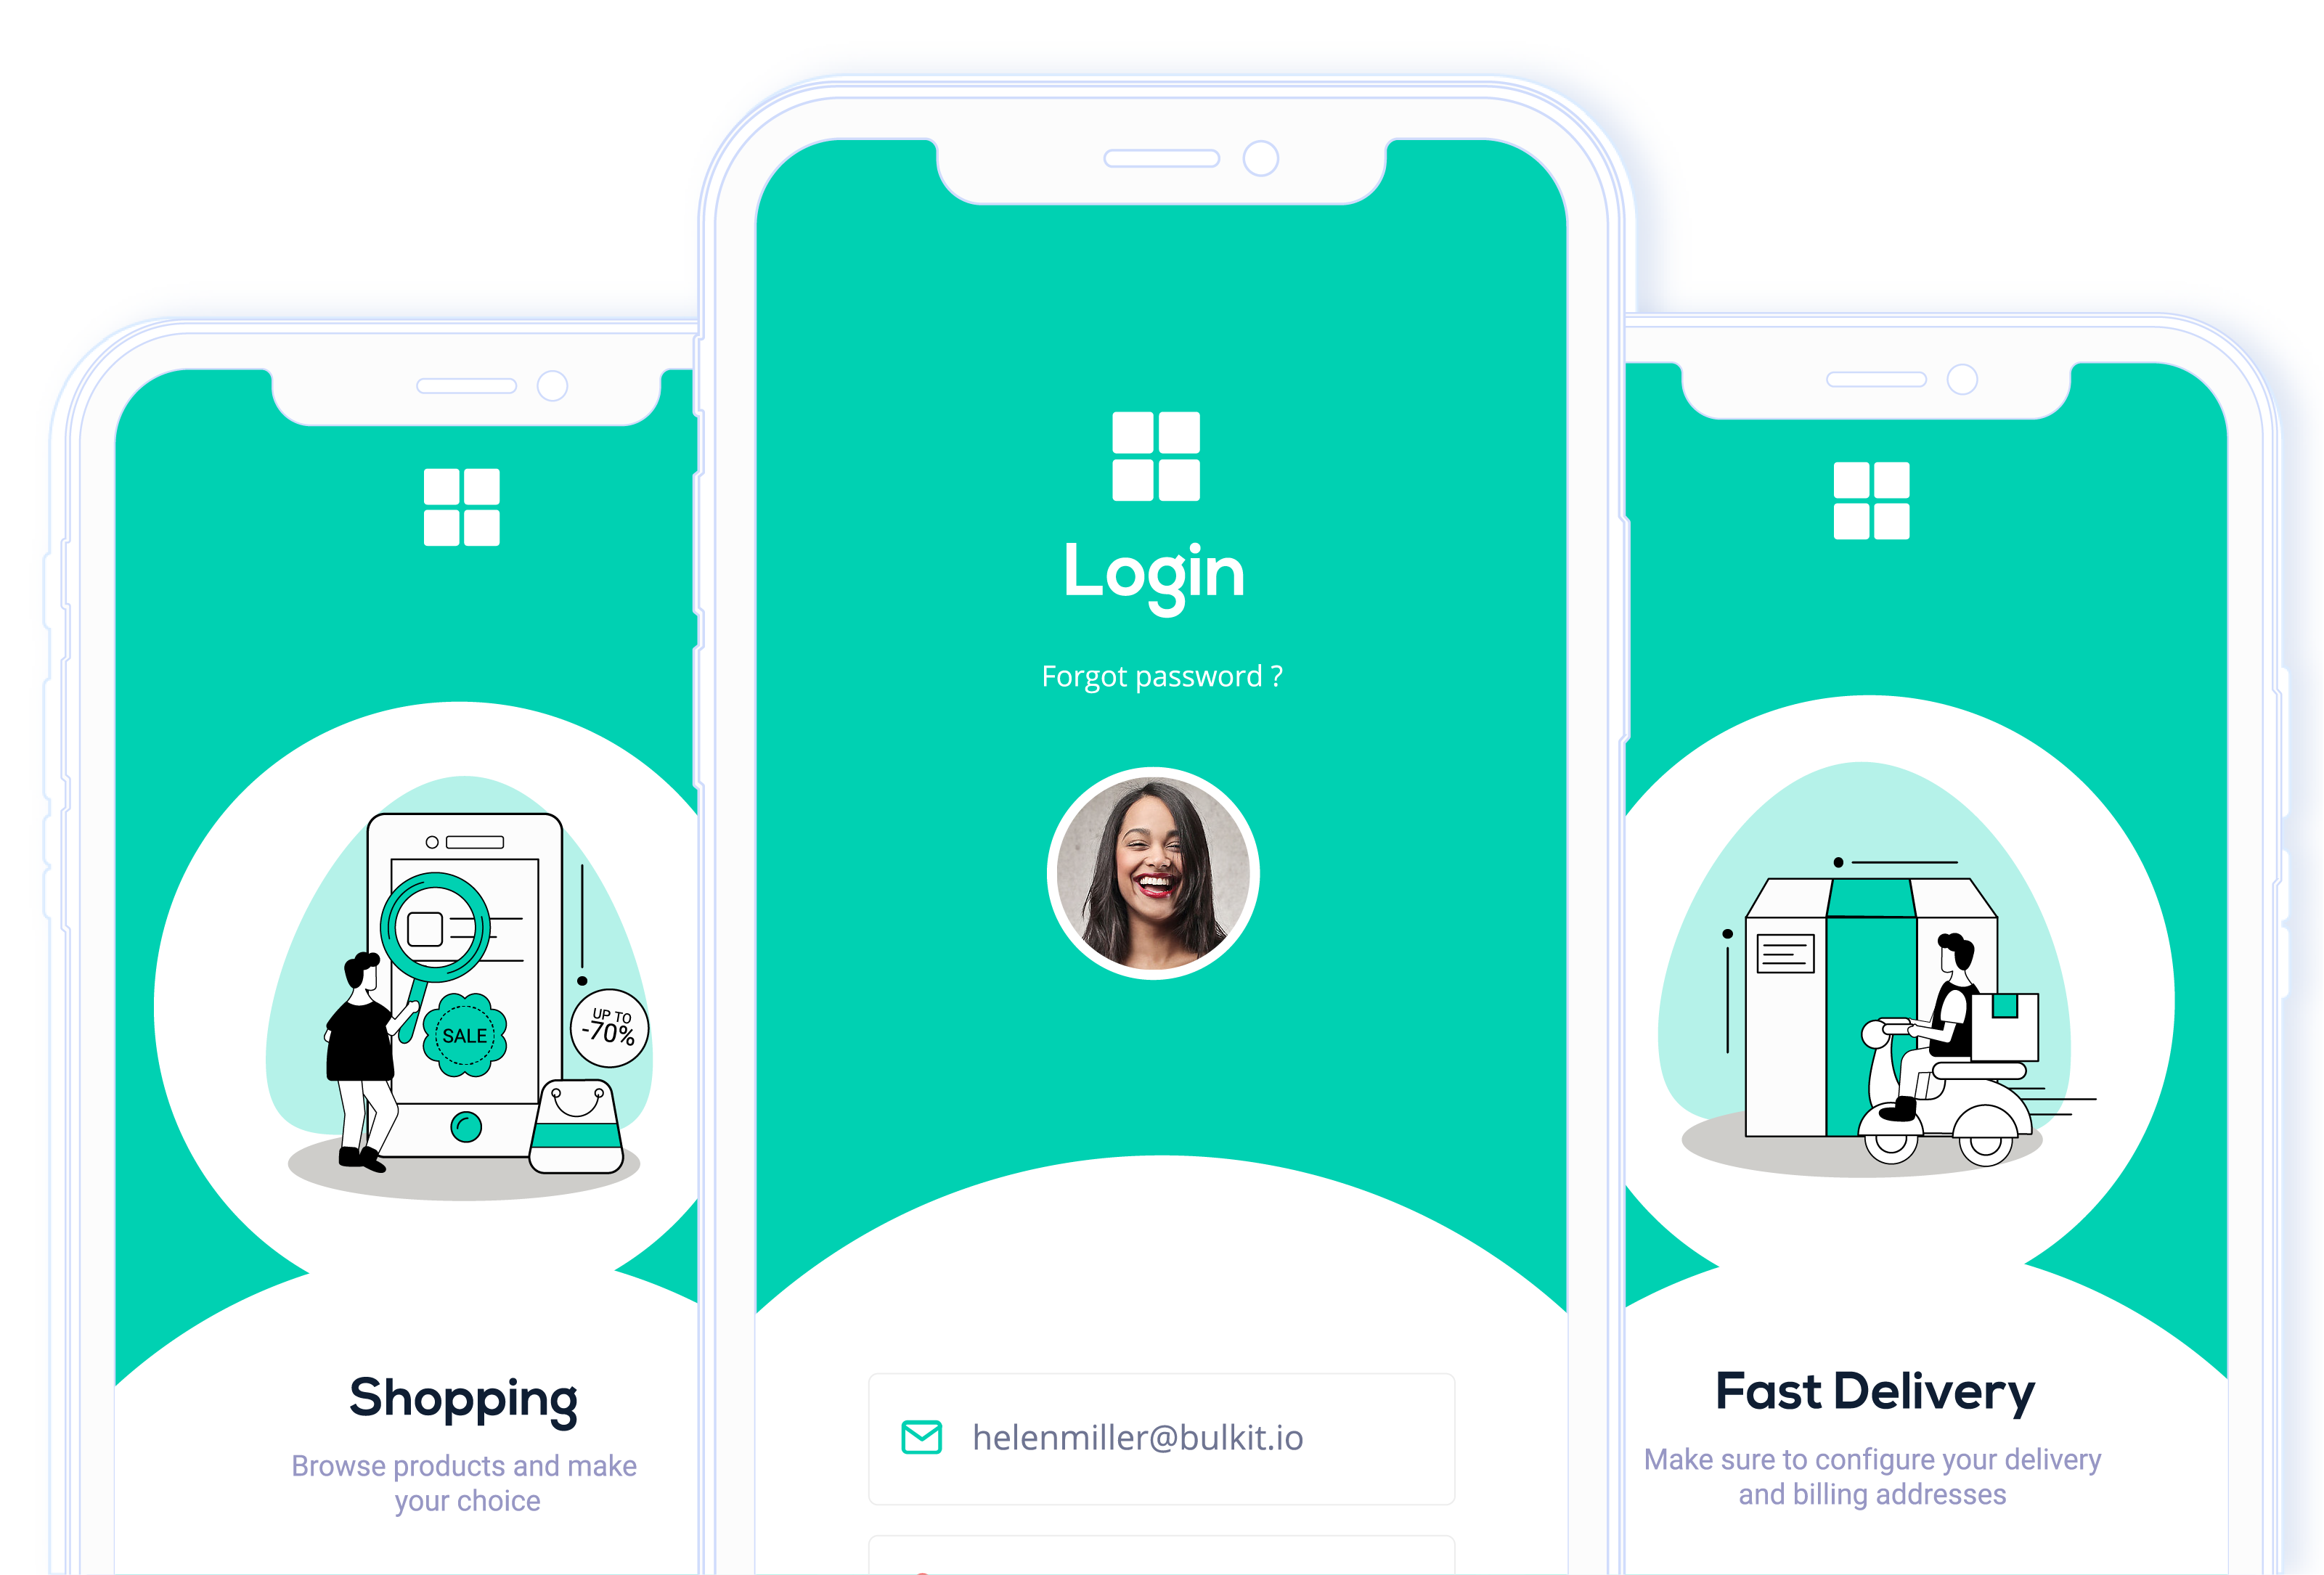 SALE
UP TO
-70%
Shopping
Browse products and make
your choice
Login
Forgot password ?
helenmiller@bulkit.io
Fast Delivery
Make sure to configure your delivery
and billing addresses